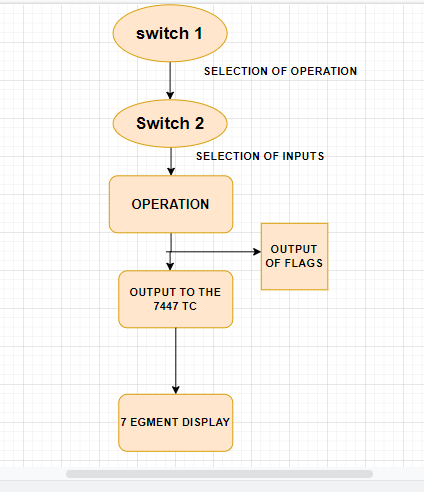 switch 1
SELECTION OF OPERATION
Switch 2
SELECTION OF INPUTS
OPERATION
OUTPUT
OF FLAGS
OUTPUT TO THE
7447 TC
7 EGMENT DISPLAY